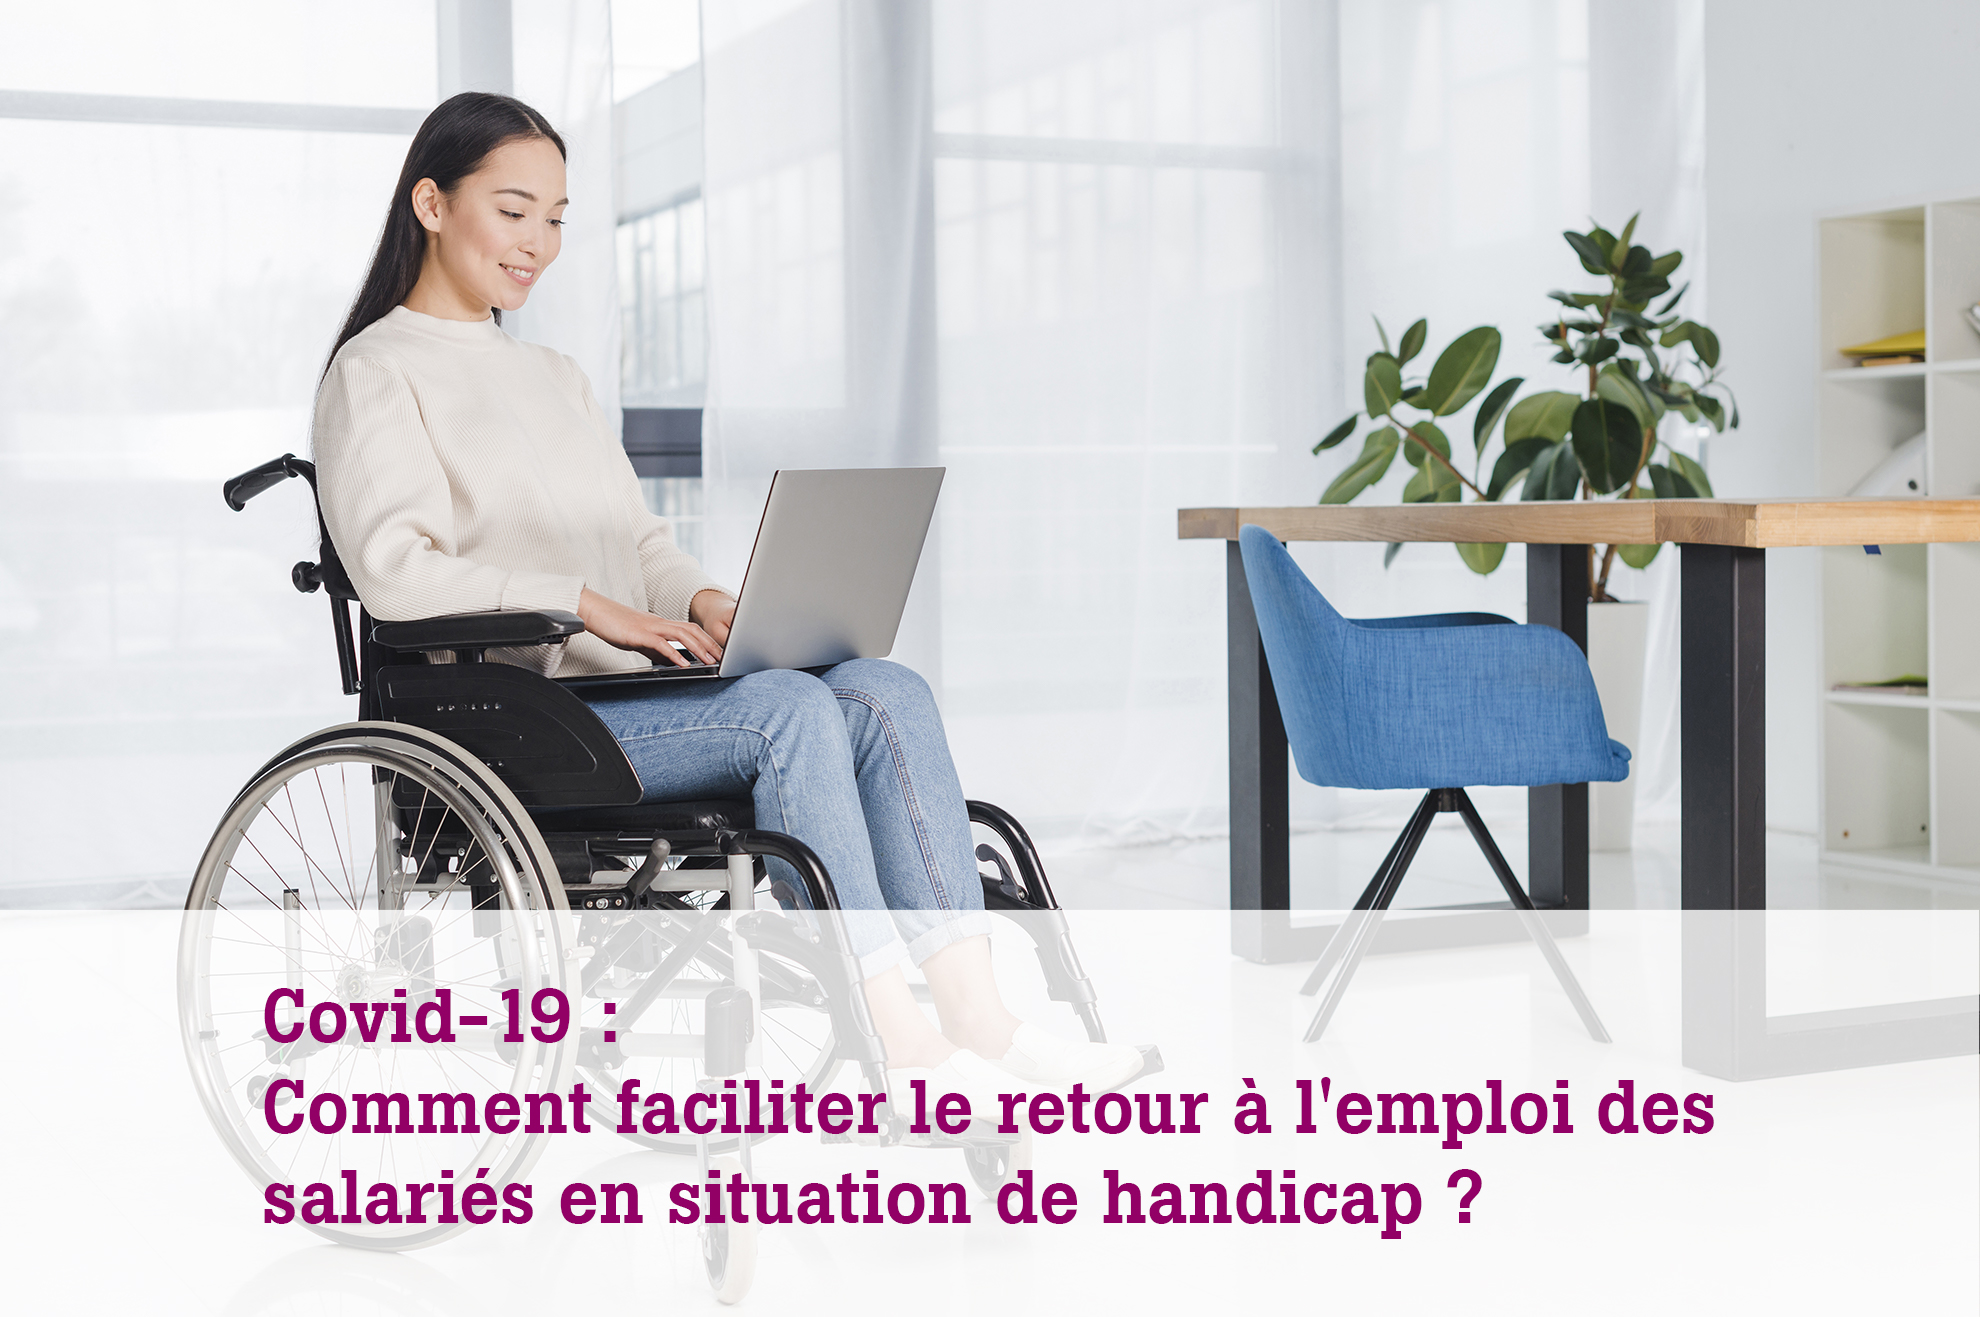 Covid-19 :
Comment faciliter le retour à l'emploi des
salariés en situation de handicap ?